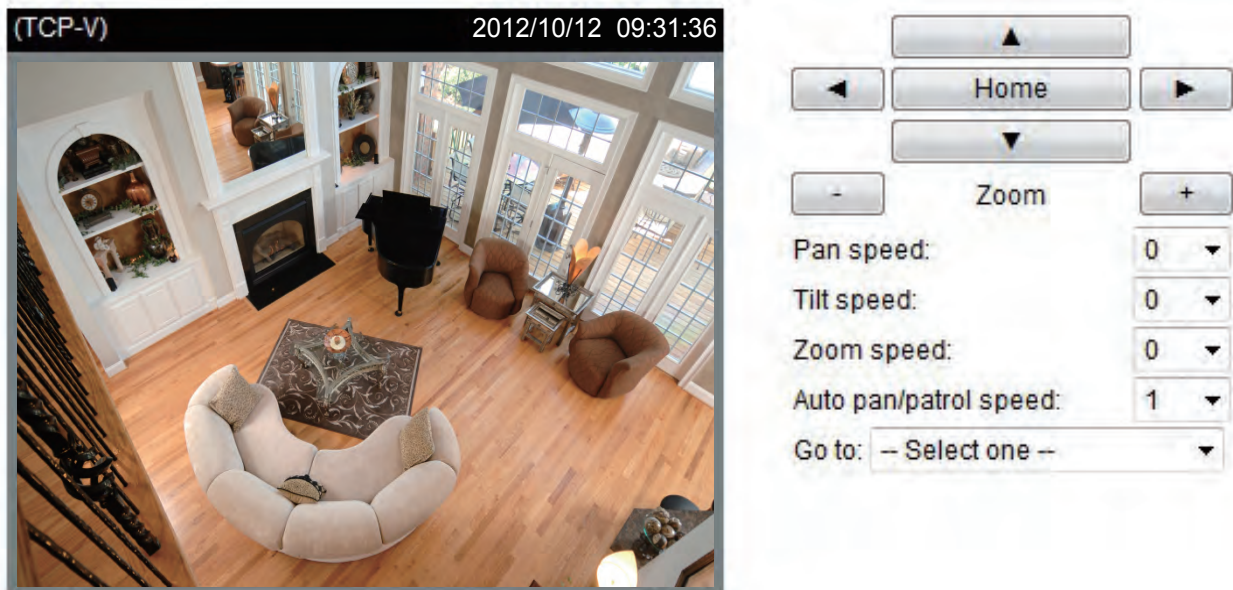 (TCP-V) 2012/10/12 09:31:36
▲
◄ Home ►
▼
- Zoom +
Pan speed: 0
Tilt speed: 0
Zoom speed: 0
Auto pan/patrol speed: 1
Go to: -- Select one --